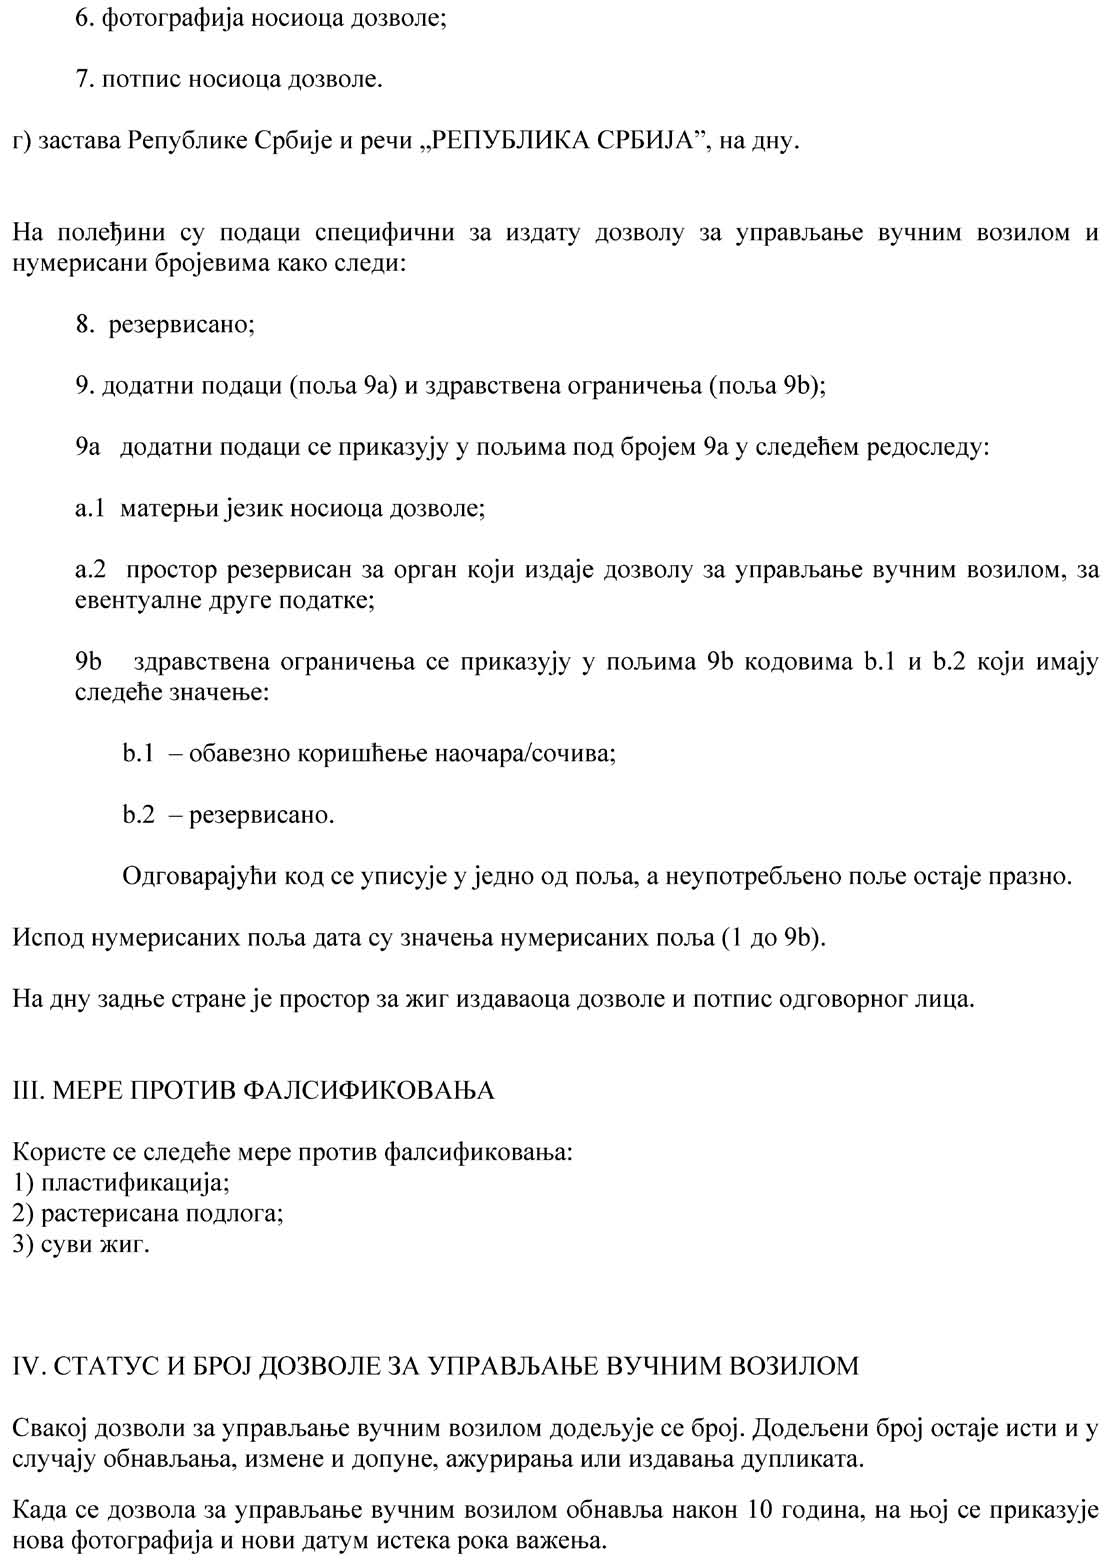 6. фотографија носиоца дозволе;
7. потпис носиоца дозволе.
г) застава Републике Србије и речи „РЕПУБЛИКА СРБИЈА”, на дну.
На полеђини су подаци специфични за издату дозволу за управљање вучним возилом и
нумерисани бројевима како следи:
8. резервисано;
9. додатни подаци (поља 9a) и здравствена ограничења (поља 9b);
9a додатни подаци се приказују у пољима под бројем 9a у следећем редоследу:
a.1 матерњи језик носиоца дозволе;
a.2 простор резервисан за орган који издаје дозволу за управљање вучним возилом, за
евентуалне друге податке;
9b здравствена ограничења се приказују у пољима 9b кодовима b.1 и b.2 који имају
следеће значење:
b.1 – обавезно коришћење наочара/сочива;
b.2 – резервисано.
Одговарајући код се уписује у једно од поља, а неупотребљено поље остаје празно.
Испод нумерисаних поља дата су значења нумерисаних поља (1 до 9b).
На дну задње стране је простор за жиг издаваоца дозволе и потпис одговорног лица.
III. МЕРЕ ПРОТИВ ФАЛСИФИКОВАЊА
Користе се следеће мере против фалсификовања:
1) пластификација;
2) растерисана подлога;
3) суви жиг.
IV. СТАТУС И БРОЈ ДОЗВОЛЕ ЗА УПРАВЉАЊЕ ВУЧНИМ ВОЗИЛОМ
Свакој дозволи за управљање вучним возилом додељује се број. Додељени број остаје исти и у
случају обнављања, измене и допуне, ажурирања или издавања дупликата.
Када се дозвола за управљање вучним возилом обнавља након 10 година, на њој се приказује
нова фотографија и нови датум истека рока важења.